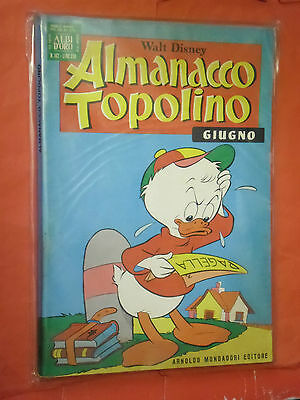 ALBI D'ORO
Walt Disney
Almanacco
Topolino
GIUGNO
PAGELLA
ARNOLDO MONDADORI EDITORE
ALMANACCO TOPOLINO